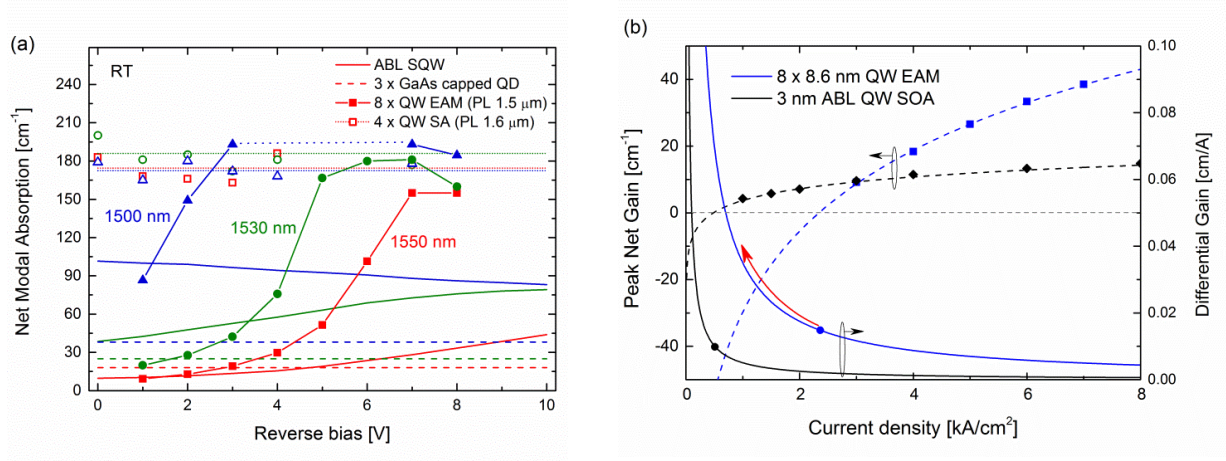 (a)
RT
ABL SQW
3 x GaAs capped QD
8 x QW EAM (PL 1.5 μm)
4 x QW SA (PL 1.6 μm)
1500 nm
1530 nm
1550 nm
Net Modal Absorption [cm⁻¹]
240
210
180
150
120
90
60
30
0
0 2 4 6 8 10
Reverse bias [V]
(b)
8 x 8.6 nm QW EAM
3 nm ABL QW SOA
Peak Net Gain [cm⁻¹]
40
20
0
-20
-40
0 1 2 3 4 5 6 7 8
Current density [kA/cm²]
0.10
0.08
0.06
0.04
0.02
0.00
Differential Gain [cm/A]